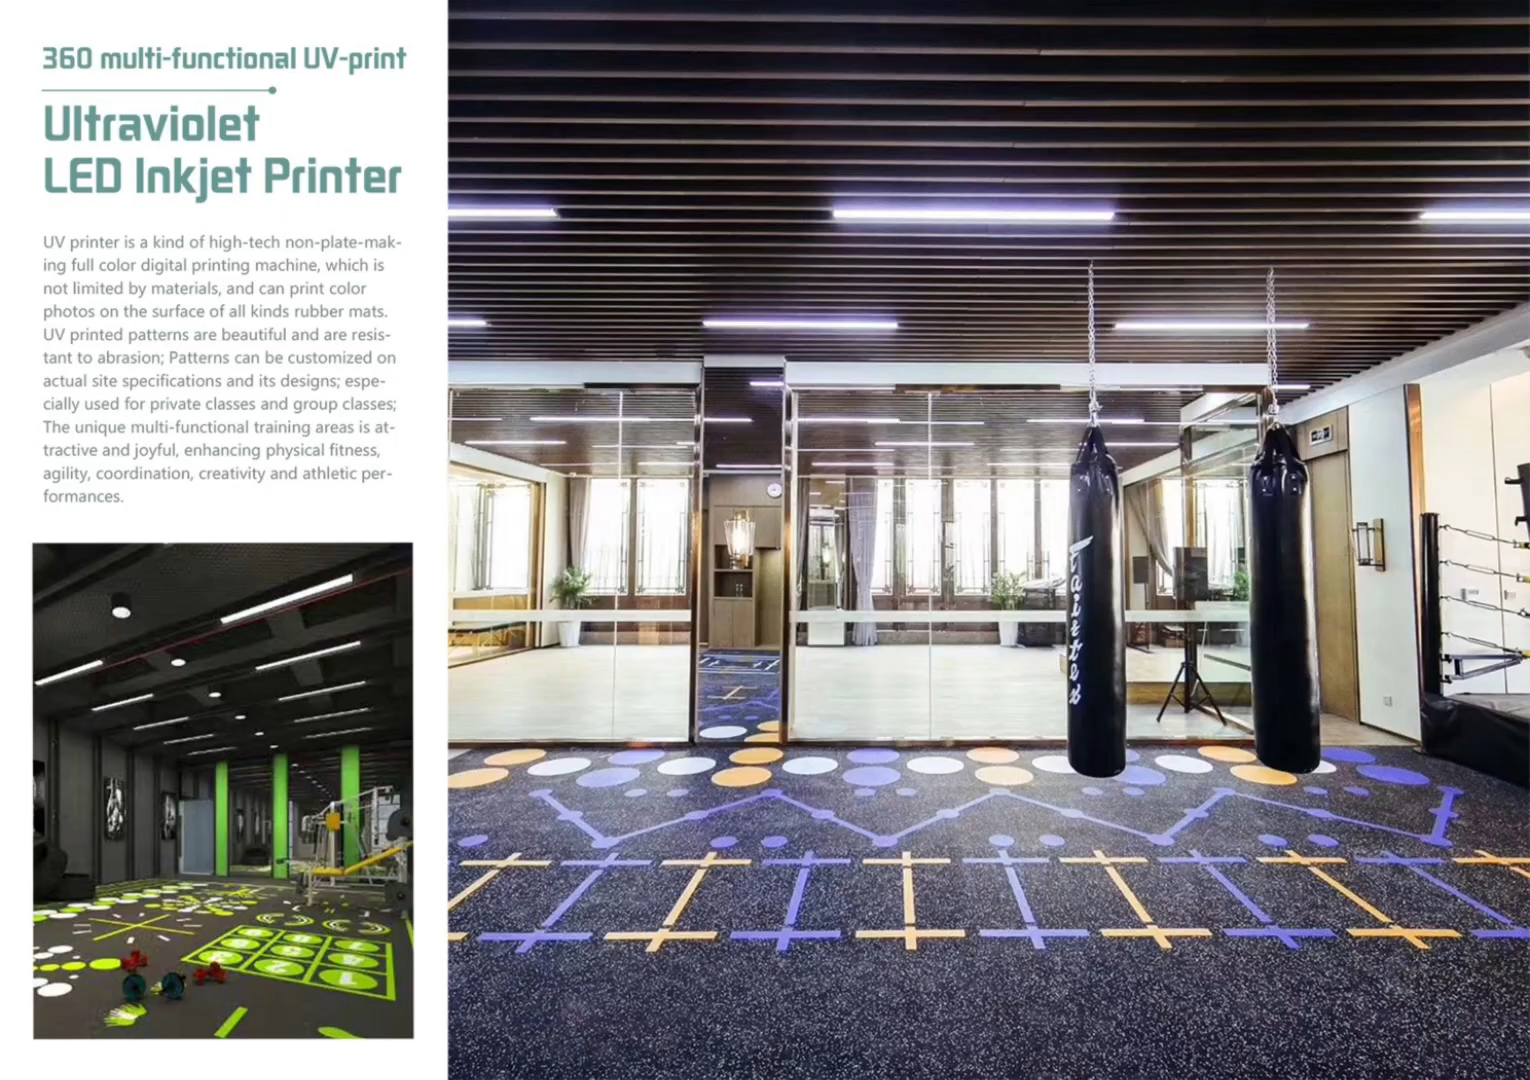 360 multi-functional UV-print
Ultraviolet
LED Inkjet Printer
UV printer is a kind of high-tech non-plate-mak-
ing full color digital printing machine, which is
not limited by materials, and can print color
photos on the surface of all kinds rubber mats.
UV printed patterns are beautiful and are resis-
tant to abrasion; Patterns can be customized on
actual site specifications and its designs; espe-
cially used for private classes and group classes;
The unique multi-functional training areas is at-
tractive and joyful, enhancing physical fitness,
agility, coordination, creativity and athletic per-
formances.